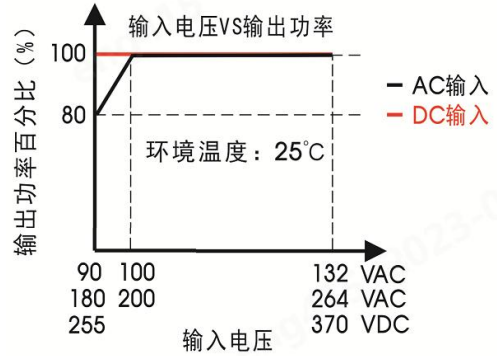 输入电压VS输出功率
输出功率百分比（%）
100
80
AC输入
DC输入
环境温度：25℃
90 100 132 VAC
180 200 264 VAC
255 370 VDC
输入电压